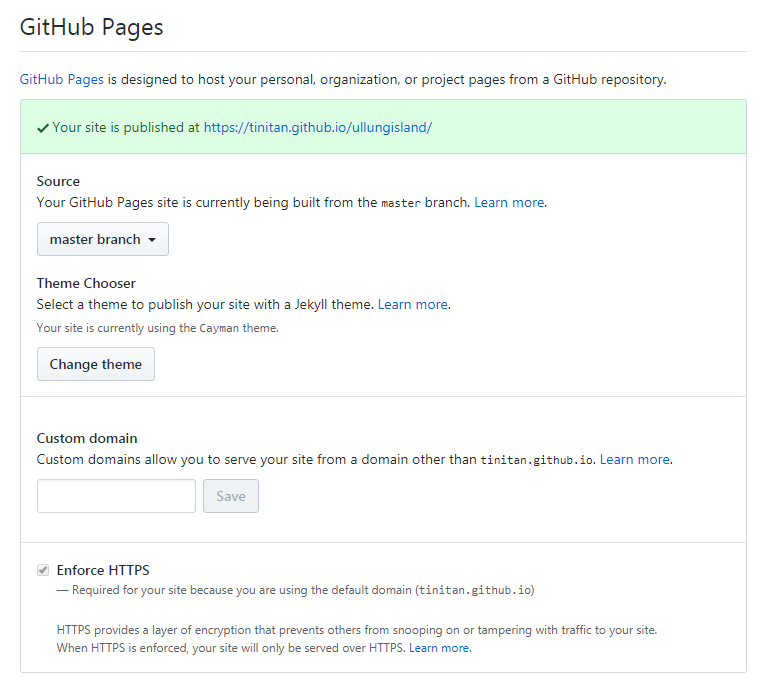 GitHub Pages
GitHub Pages is designed to host your personal, organization, or project pages from a GitHub repository.
Your site is published at https://tinitan.github.io/ullungisland/
Source
Your GitHub Pages site is currently being built from the master branch. Learn more.
master branch
Theme Chooser
Select a theme to publish your site with a Jekyll theme. Learn more.
Your site is currently using the Cayman theme.
Change theme
Custom domain
Custom domains allow you to serve your site from a domain other than tinitan.github.io. Learn more.
Save
Enforce HTTPS
— Required for your site because you are using the default domain (tinitan.github.io)
HTTPS provides a layer of encryption that prevents others from snooping on or tampering with traffic to your site.
When HTTPS is enforced, your site will only be served over HTTPS. Learn more.